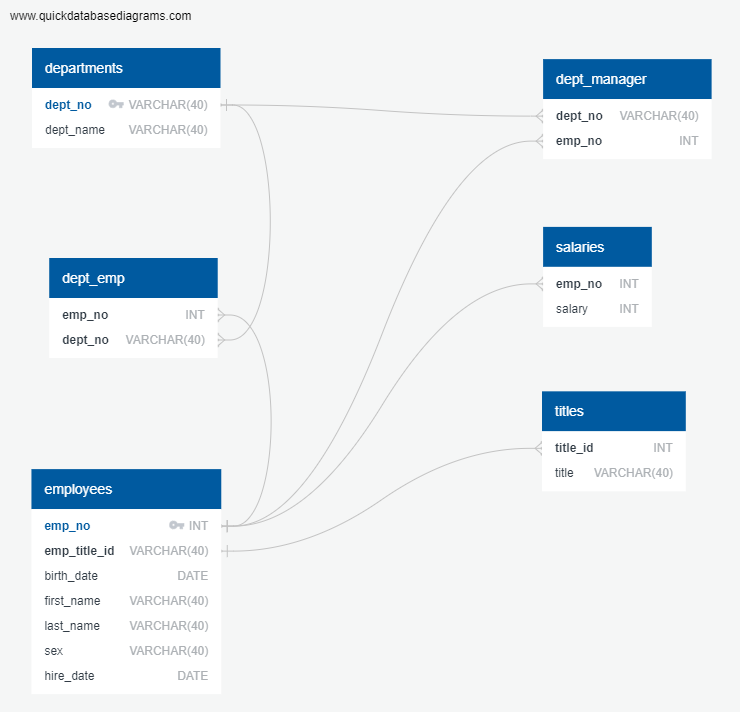 www.quickdatabasediagrams.com
departments
dept_no VARCHAR(40)
dept_name VARCHAR(40)
dept_manager
dept_no VARCHAR(40)
emp_no INT
dept_emp
emp_no INT
dept_no VARCHAR(40)
salaries
emp_no INT
salary INT
titles
title_id INT
title VARCHAR(40)
employees
emp_no INT
emp_title_id VARCHAR(40)
birth_date DATE
first_name VARCHAR(40)
last_name VARCHAR(40)
sex VARCHAR(40)
hire_date DATE